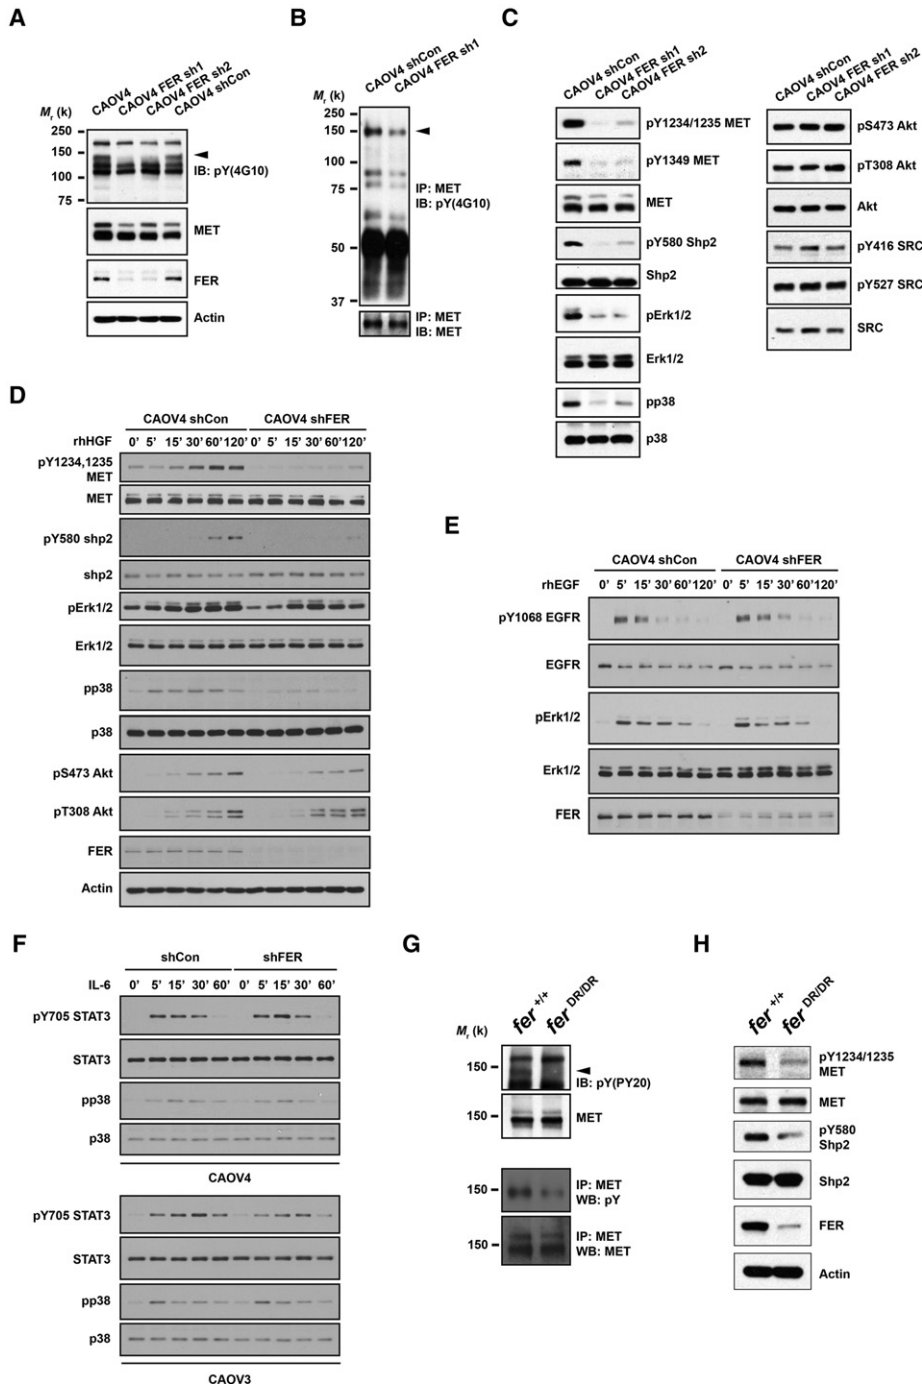 A
CAOV4
CAOV4 FER sh1
CAOV4 FER sh2
CAOV4 shCon
Mr (k)
250
150
100
75
IB: pY(4G10)
MET
FER
Actin
B
CAOV4 shCon
CAOV4 FER sh1
Mr (k)
250
150
100
75
50
37
IP: MET
IB: pY(4G10)
IP: MET
IB: MET
C
CAOV4 shCon
CAOV4 FER sh1
CAOV4 FER sh2
pY1234/1235 MET
pY1349 MET
MET
pY580 Shp2
Shp2
pErk1/2
Erk1/2
pp38
p38
CAOV4 shCon
CAOV4 FER sh1
CAOV4 FER sh2
pS473 Akt
pT308 Akt
Akt
pY416 SRC
pY527 SRC
SRC
D
CAOV4 shCon CAOV4 shFER
rhHGF 0' 5' 15' 30' 60' 120' 0' 5' 15' 30' 60' 120'
pY1234,1235
MET
MET
pY580 shp2
shp2
pErk1/2
Erk1/2
pp38
p38
pS473 Akt
pT308 Akt
FER
Actin
E
CAOV4 shCon CAOV4 shFER
rhEGF 0' 5' 15' 30' 60' 120' 0' 5' 15' 30' 60' 120'
pY1068 EGFR
EGFR
pErk1/2
Erk1/2
FER
F
shCon shFER
IL-6 0' 5' 15' 30' 60' 0' 5' 15' 30' 60'
pY705 STAT3
STAT3
pp38
p38
CAOV4
pY705 STAT3
STAT3
pp38
p38
CAOV3
G
fer +/+
fer DR/DR
Mr (k)
150
IB: pY(PY20)
150
MET
150
IP: MET
WB: pY
150
IP: MET
WB: MET
H
fer +/+
fer DR/DR
pY1234/1235
MET
MET
pY580
Shp2
Shp2
FER
Actin